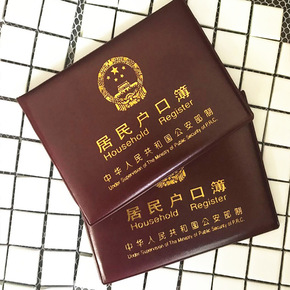 居民户口簿
Household Register
中华人民共和国公安部制
Under Supervision of The Ministry of Public Security of P.R.C.
居民户口簿
Household Register
中华人民共和国公安部制
Under Supervision of The Ministry of Public Security of P.R.C.